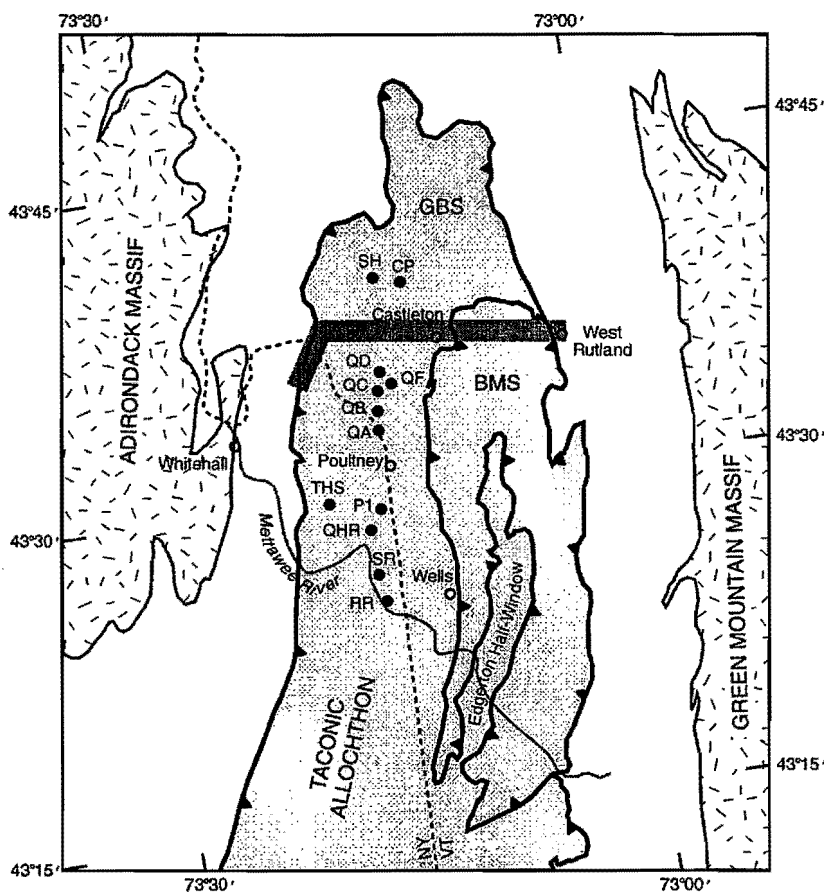 73°30'
73°00'
43°45'
43°45'
GBS
SH
CP
ADIRONDACK MASSIF
Castleton
West
Rutland
QD
QC
QF
BMS
QB
QA
43°30'
Whitehall
Poultney
THS
P1
QHR
43°30'
Mettawee River
SR
Wells
RR
Edgerton Half-Window
GREEN MOUNTAIN MASSIF
TACONIC
ALLOCHTHON
43°15'
NY
VT
43°15'
73°30'
73°00'